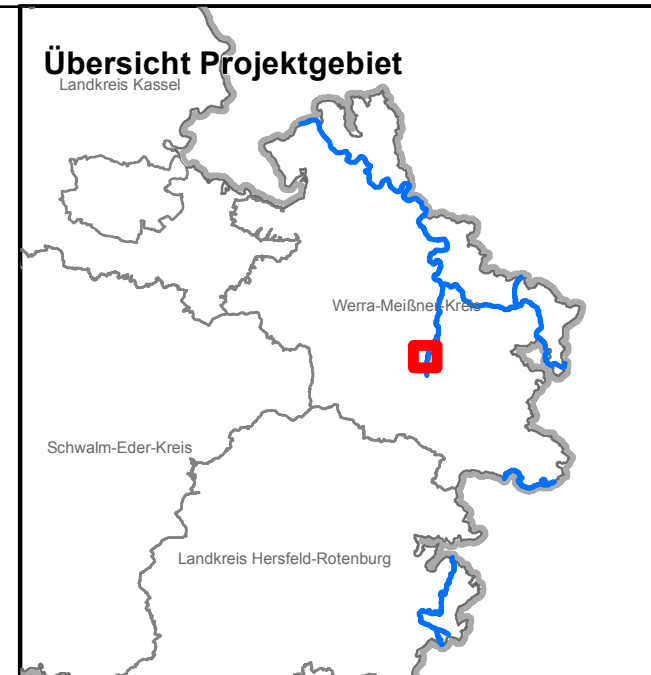 Übersicht Projektgebiet
Landkreis Kassel
Werra-Meißner-Kreis
Schwalm-Eder-Kreis
Landkreis Hersfeld-Rotenburg